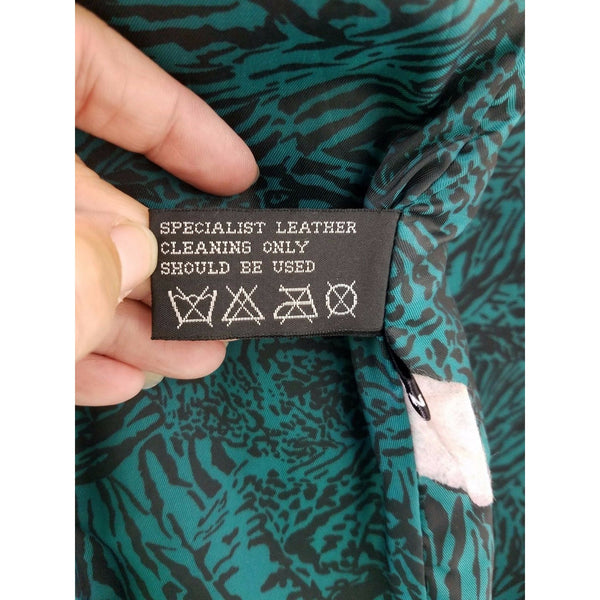 SPECIALIST LEATHER
CLEANING ONLY
SHOULD BE USED